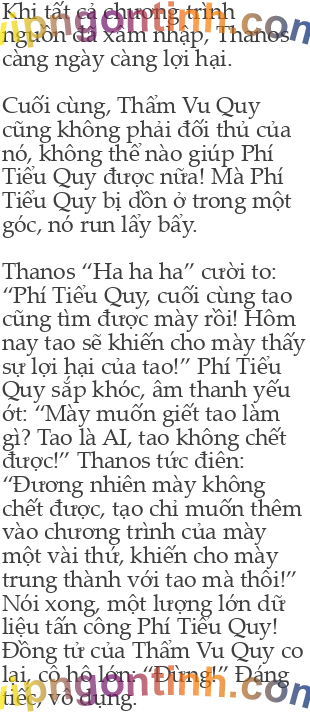 Khi tất cả chương trình
nguồn đã xâm nhập, Thanos
càng ngày càng lợi hại.
Cuối cùng, Thẩm Vu Quy
cũng không phải đối thủ của
nó, không thể nào giúp Phí
Tiểu Quy được nữa! Mà Phí
Tiểu Quy bị dồn ở trong một
góc, nó run lẩy bẩy.
Thanos “Ha ha ha” cười to:
“Phí Tiểu Quy, cuối cùng tao
cũng tìm được mày rồi! Hôm
nay tao sẽ khiến cho mày thấy
sự lợi hại của tao!” Phí Tiểu
Quy sắp khóc, âm thanh yếu
ớt: “Mày muốn giết tao làm
gì? Tao là AI, tao không chết
được!” Thanos tức điên:
“Đương nhiên mày không
chết được, tạo chỉ muốn thêm
vào chương trình của mày
một vài thứ, khiến cho mày
trung thành với tao mà thôi!”
Nói xong, một lượng lớn dữ
liệu tấn công Phí Tiểu Quy!
Đồng tử của Thẩm Vu Quy co
lại, cô hô lớn: “Đừng!” Đáng
tiếc, vô dụng.
vipngontinh.com
vipngontinh.com